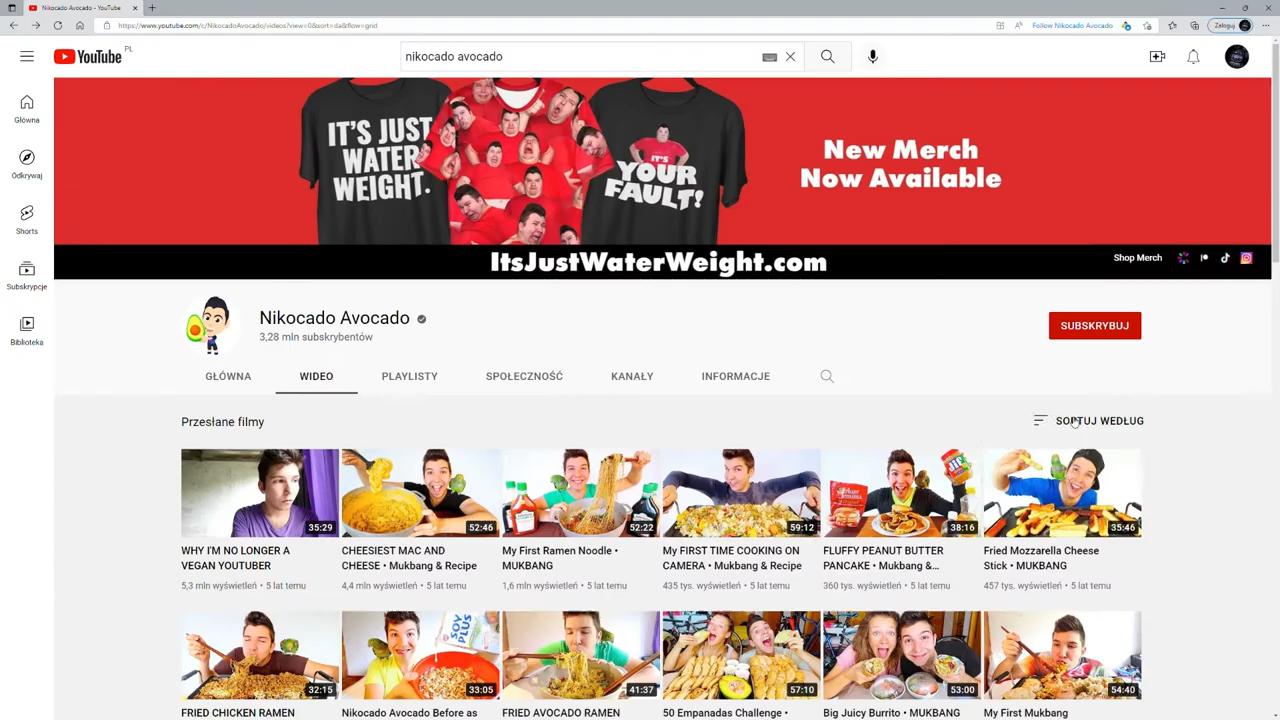 Nikocado Avocado - YouTube
https://www.youtube.com/c/NikocadoAvocado/videos?view=0&sort=da&flow=grid
Follow Nikocado Avocado
Zaloguj
YouTube PL
nikocado avocado
Główna
Odkrywaj
Shorts
Subskrypcje
Biblioteka
IT'S JUST
WATER
WEIGHT.
IT'S
YOUR
FAULT!
New Merch
Now Available
ItsJustWaterWeight.com
Shop Merch
Nikocado Avocado
3,28 mln subskrybentów
SUBSKRYBUJ
GŁÓWNA
WIDEO
PLAYLISTY
SPOŁECZNOŚĆ
KANAŁY
INFORMACJE
Przesłane filmy
SORTUJ WEDŁUG
35:29
52:46
52:22
59:12
JIF
38:16
35:46
WHY I'M NO LONGER A
VEGAN YOUTUBER
5,3 mln wyświetleń • 5 lat temu
CHEESIEST MAC AND
CHEESE • Mukbang & Recipe
4,4 mln wyświetleń • 5 lat temu
My First Ramen Noodle •
MUKBANG
1,6 mln wyświetleń • 5 lat temu
My FIRST TIME COOKING ON
CAMERA • Mukbang & Recipe
435 tys. wyświetleń • 5 lat temu
FLUFFY PEANUT BUTTER
PANCAKE • Mukbang &...
360 tys. wyświetleń • 5 lat temu
Fried Mozzarella Cheese
Stick • MUKBANG
457 tys. wyświetleń • 5 lat temu
32:15
SOY
PLUS
33:05
41:37
57:10
53:00
54:40
FRIED CHICKEN RAMEN
Nikocado Avocado Before as
FRIED AVOCADO RAMEN
50 Empanadas Challenge •
Big Juicy Burrito • MUKBANG
My First Mukbang